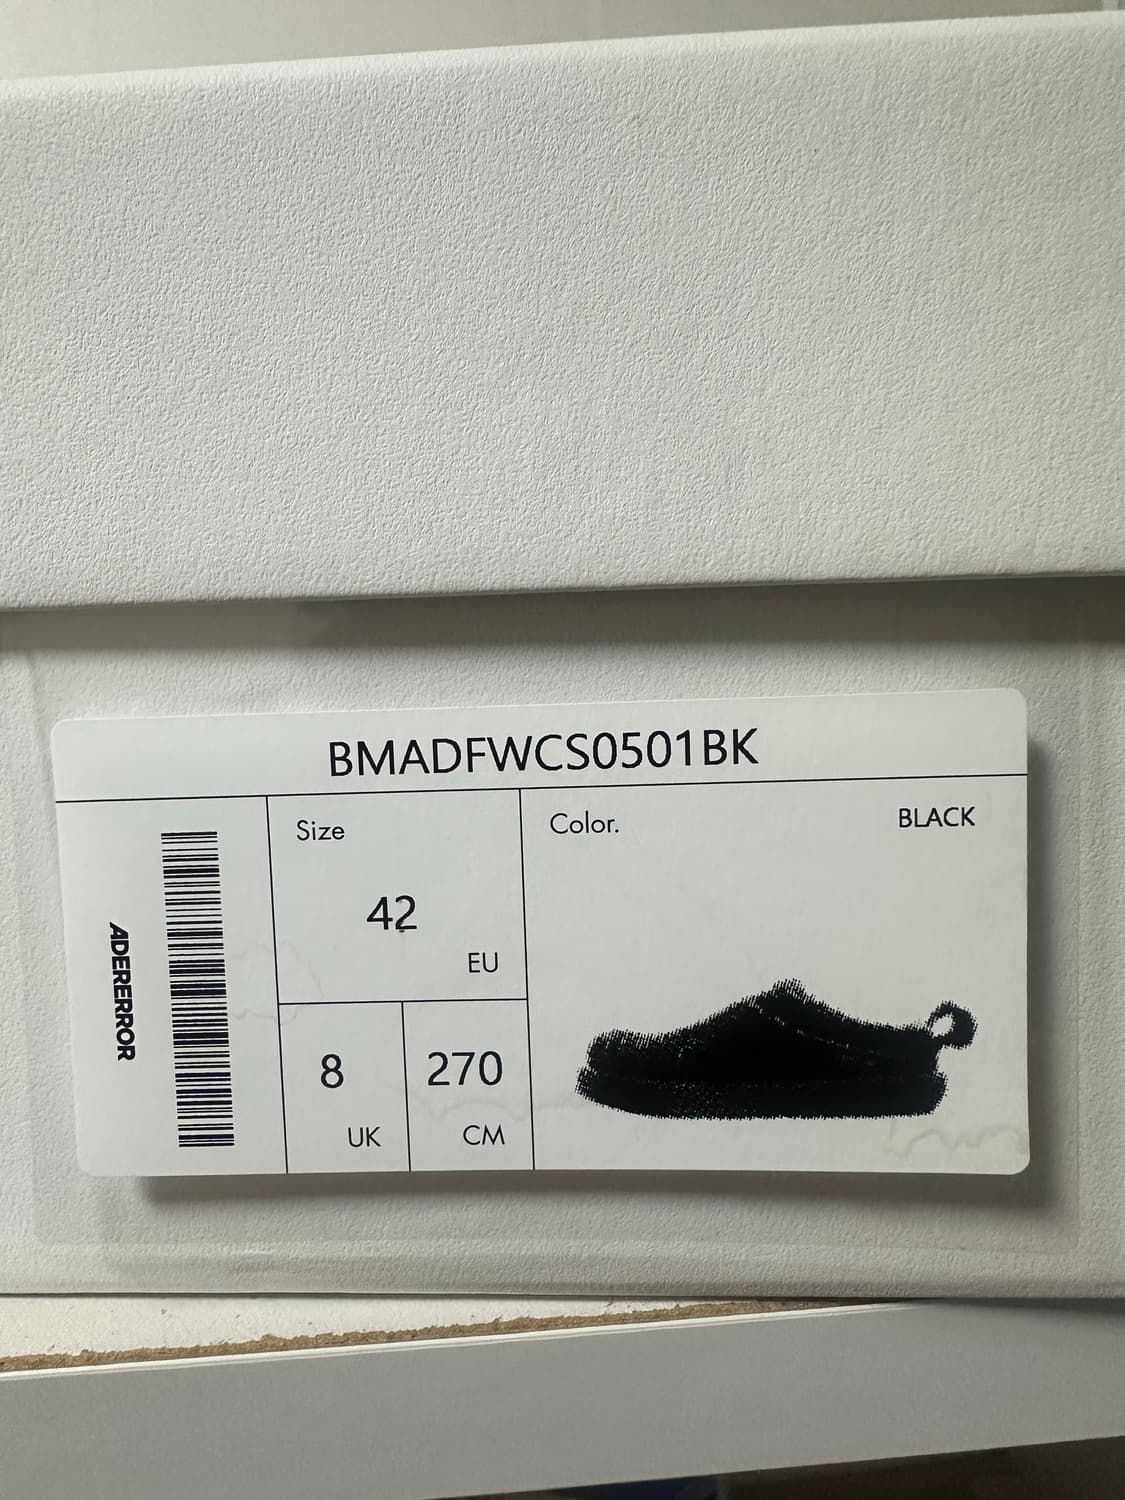 BMADFWCS0501BK
ADERERROR
Size
42
EU
8
UK
270
CM
Color.
BLACK